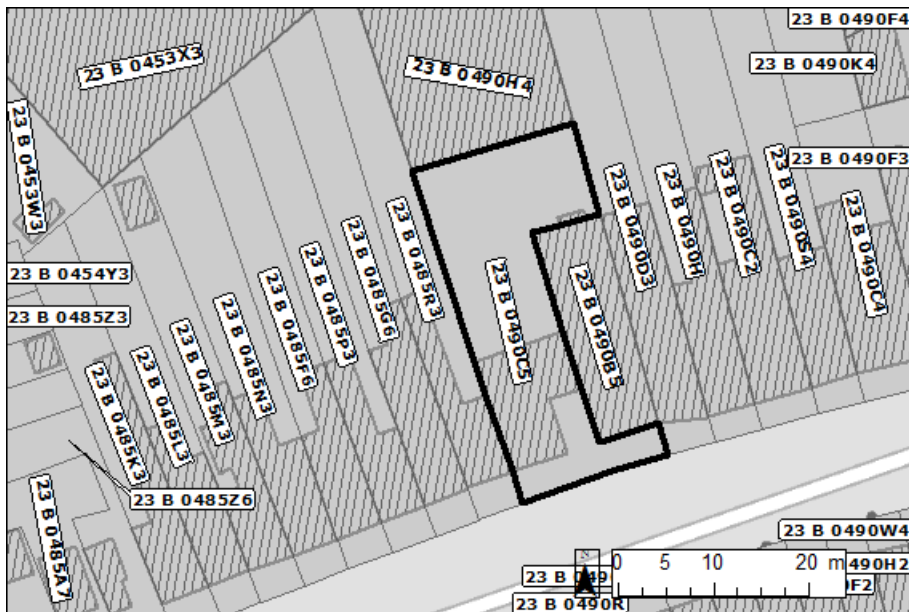 23 B 0490F4
23 B 0453X3
23 B 0490H4
23 B 0490K4
23 B 0453W3
23 B 0490F3
23 B 0490D3
23 B 0490H
23 B 0490C2
23 B 0490S4
23 B 0490C4
23 B 0485R3
23 B 0485G6
23 B 0485P3
23 B 0485F6
23 B 0485N3
23 B 0485M3
23 B 0485L3
23 B 0485K3
23 B 0454Y3
23 B 0485Z3
23 B 0490C5
23 B 0490B5
23 B 0485Z6
23 B 0485A7
23 B 0490W4
N
0 5 10 20 m
490H2
23 B 0490R